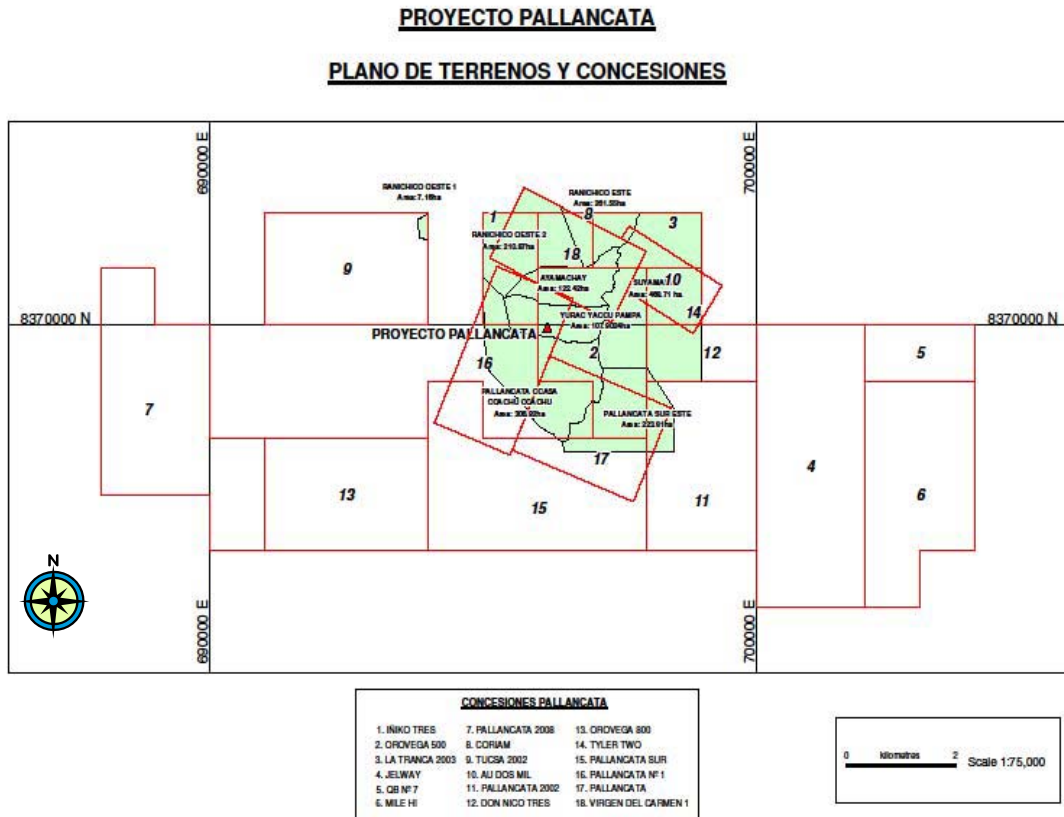 PROYECTO PALLANCATA
PLANO DE TERRENOS Y CONCESIONES
690000 E
700000 E
RANICHICO OESTE 1
Area: 7.16ha
RANICHICO ESTE
1
8
3
RANICHICO OESTE 2
18
9
AYAMACHAY
Area: 122.42ha
10
SUYAMA
14
8370000 N
8370000 N
YURAC YACCU PAMPA
PROYECTO PALLANCATA
16
2
12
5
7
PALLANCATA CCASA
CCACHU CCACHU
PALLANCATA SUR ESTE
17
13
15
11
4
6
N
690000 E
700000 E
CONCESIONES PALLANCATA
1. IÑIKO TRES
2. OROVEGA 500
3. LA TRANCA 2003
4. JELWAY
5. QB Nº 7
6. MILE HI
7. PALLANCATA 2008
8. CORIAM
9. TUCSA 2002
10. AU DOS MIL
11. PALLANCATA 2002
12. DON NICO TRES
13. OROVEGA 800
14. TYLER TWO
15. PALLANCATA SUR
16. PALLANCATA Nº 1
17. PALLANCATA
18. VIRGEN DEL CARMEN 1
0 kilometres 2
Scale 1:75,000